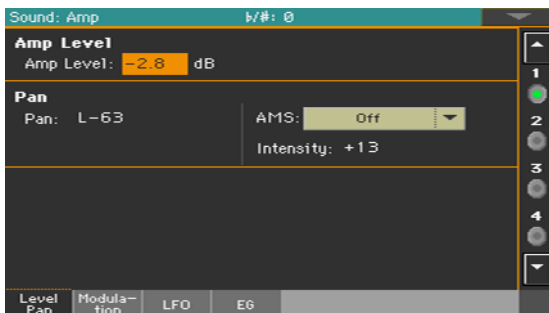 Sound: Amp b/#: 0
Amp Level
Amp Level: -2.8 dB
Pan
Pan: L-63 AMS: Off
Intensity: +13
1
2
3
4
Level Pan Modula-tion LFO EG